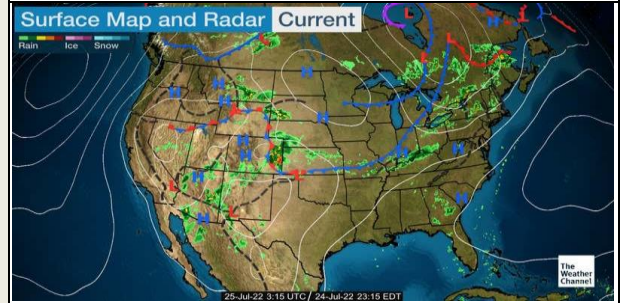 Surface Map and Radar Current
Rain Ice Snow
L
L
H
L
L
L
L
H
H
H
H
L
H
H
H
H
H
L
H
L
H
H
L
25-Jul-22 3:15 UTC / 24-Jul-22 23:15 EDT
The
Weather
Channel